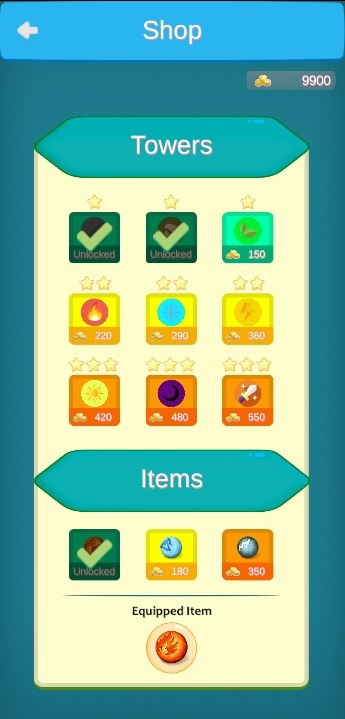 Shop
9900
Towers
Unlocked Unlocked 150
220 290 360
420 480 550
Items
Unlocked 180 350
Equipped Item